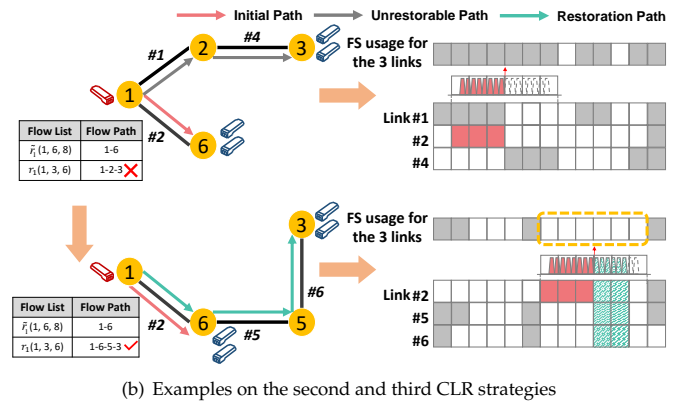 Initial Path
Unrestorable Path
Restoration Path
#1
2
#4
3
FS usage for
the 3 links
1
#2
6
Link #1
#2
#4
Flow List Flow Path
r̃₁(1, 6, 8) 1-6
r₁(1, 3, 6) 1-2-3
3
FS usage for
the 3 links
1
#6
#2
6
#5
5
Link #2
#5
#6
Flow List Flow Path
r̃₁(1, 6, 8) 1-6
r₁(1, 3, 6) 1-6-5-3
(b) Examples on the second and third CLR strategies